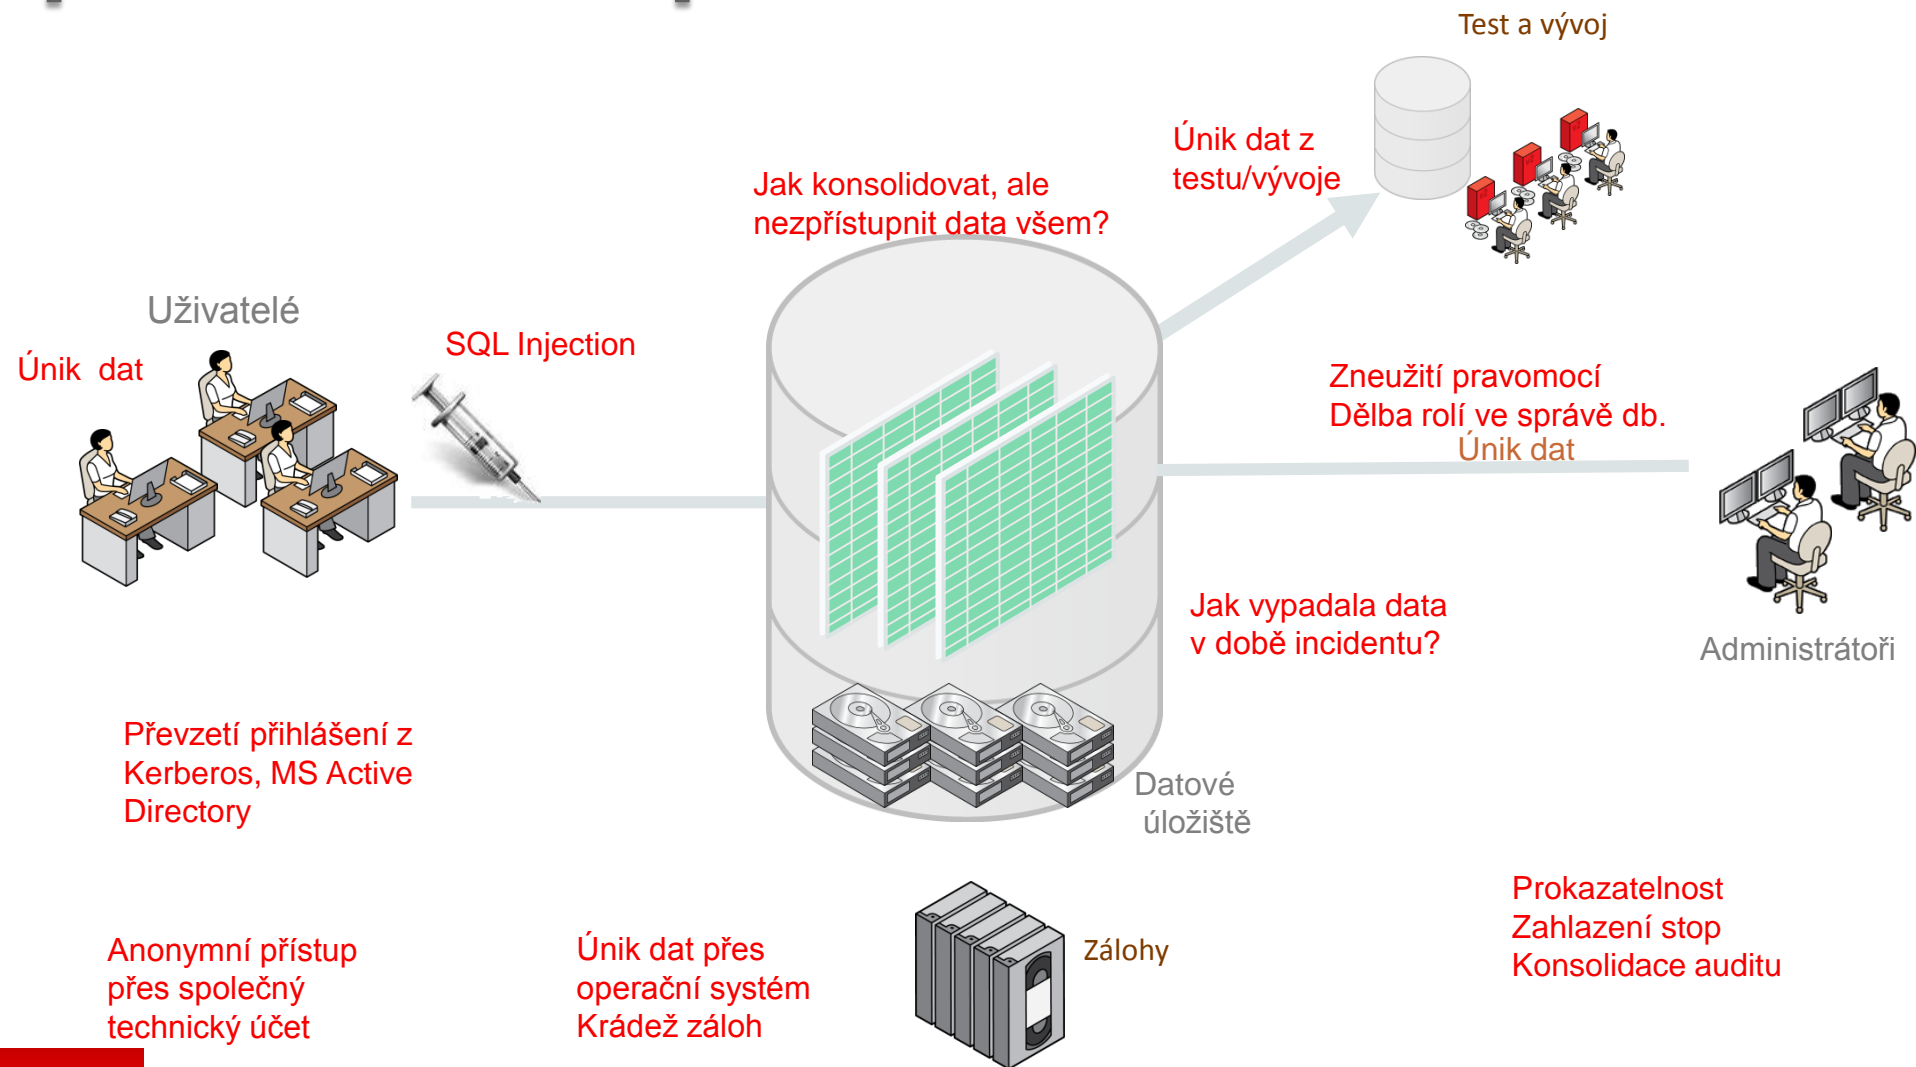 Test a vývoj
Únik dat z
testu/vývoje
Jak konsolidovat, ale
nezpřístupnit data všem?
Uživatelé
SQL Injection
Únik  dat
Zneužití pravomocí
Dělba rolí ve správě db.
Únik dat
Jak vypadala data
v době incidentu?
Administrátoři
Převzetí přihlášení z
Kerberos, MS Active
Directory
Datové
úložiště
Prokazatelnost
Zahlazení stop
Konsolidace auditu
Anonymní přístup
přes společný
technický účet
Únik dat přes
operační systém
Krádež záloh
Zálohy